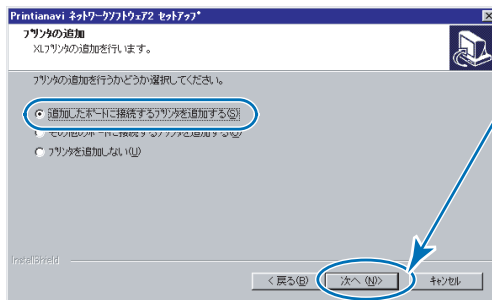 Printianavi ネットワークソフトウェア2 セットアップ
プリンタの追加
XLプリンタの追加を行います。
プリンタの追加を行うかどうか選択してください。
追加したポートに接続するプリンタを追加する(S)
その他のポートに接続するプリンタを追加する(O)
プリンタを追加しない(U)
InstallShield
< 戻る(B)
次へ (N)>
キャンセル